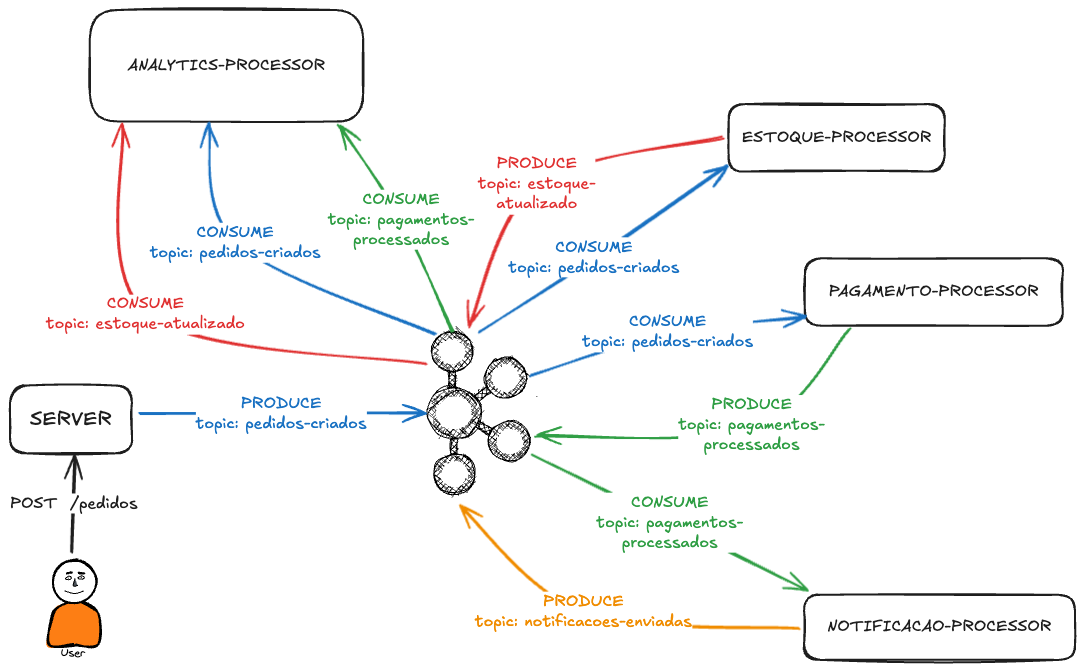 ANALYTICS-PROCESSOR
ESTOQUE-PROCESSOR
PRODUCE
topic: estoque-
atualizado
CONSUME
topic: pagamentos-
processados
CONSUME
topic: pedidos-criados
CONSUME
topic: pedidos-criados
PAGAMENTO-PROCESSOR
CONSUME
topic: estoque-atualizado
CONSUME
topic: pedidos-criados
SERVER
PRODUCE
topic: pedidos-criados
PRODUCE
topic: pagamentos-
processados
POST /pedidos
CONSUME
topic: pagamentos-
processados
PRODUCE
topic: notificacoes-enviadas
NOTIFICACAO-PROCESSOR
User